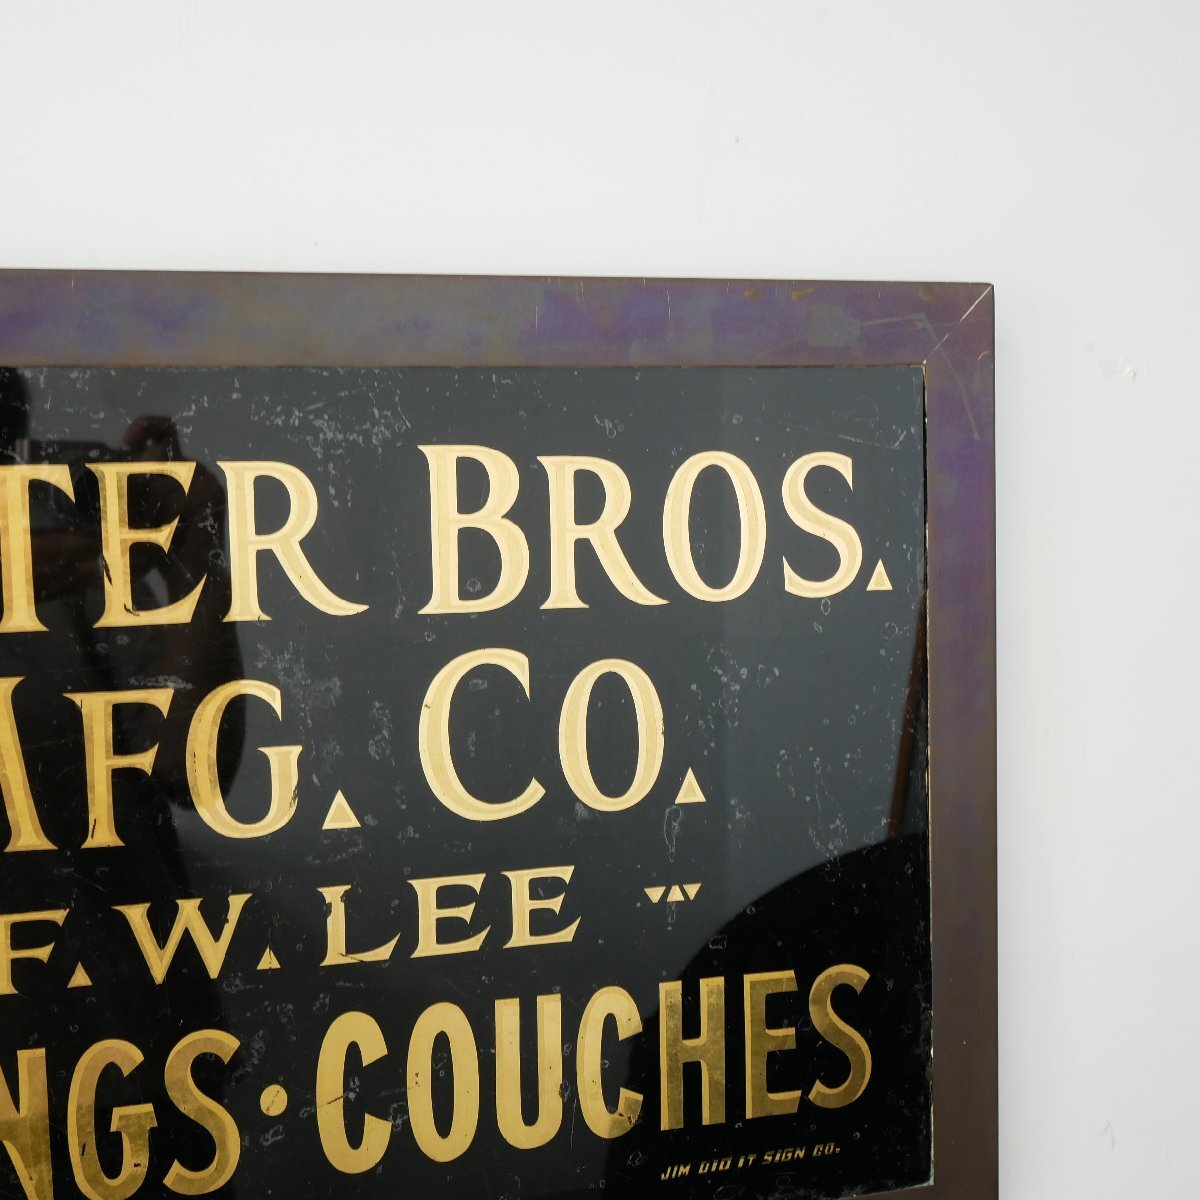 TER BROS.
MFG. CO.
F. W. LEE
NGS · COUCHES
JIM DID IT SIGN CO.